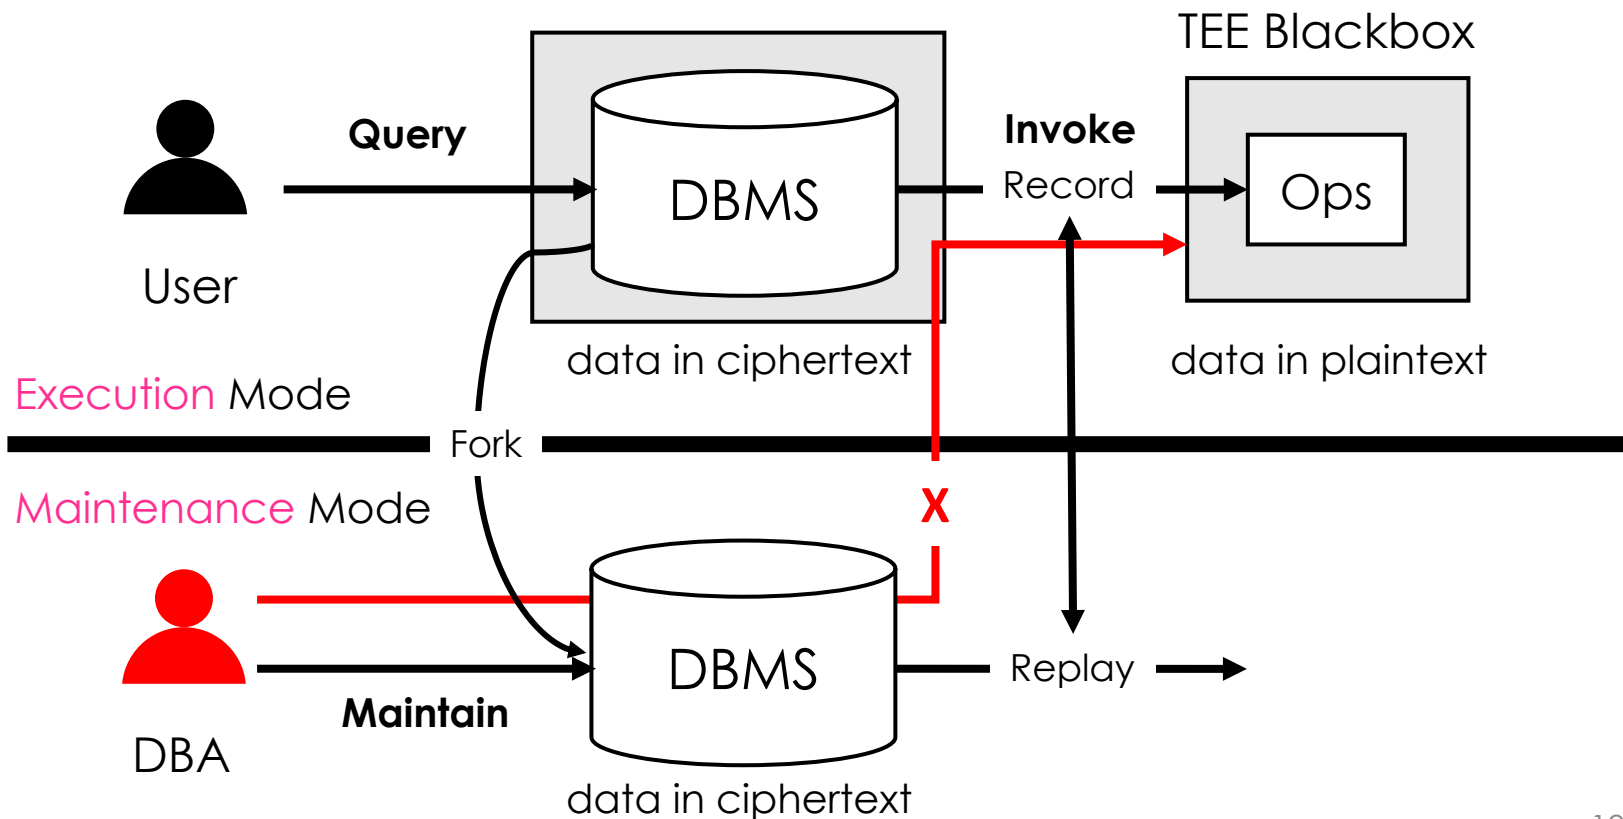 TEE Blackbox
Query
Invoke
Record
DBMS
Ops
User
data in ciphertext
data in plaintext
Execution Mode
Fork
Maintenance Mode
X
DBMS
Replay
Maintain
DBA
data in ciphertext